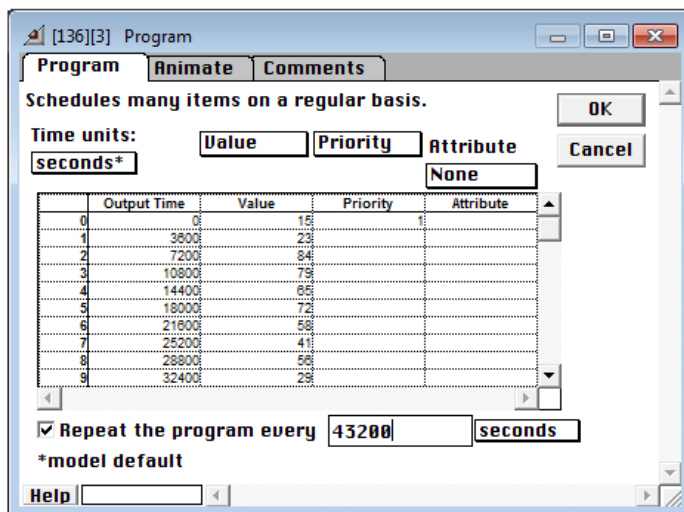 [136][3] Program
Program Animate Comments
Schedules many items on a regular basis.
OK
Time units:
Value Priority Attribute
Cancel
seconds*
None
Output Time Value Priority Attribute
0 0 15 1
1 3600 23
2 7200 84
3 10800 79
4 14400 65
5 18000 72
6 21600 58
7 25200 41
8 28800 56
9 32400 29
Repeat the program every 43200 seconds
*model default
Help